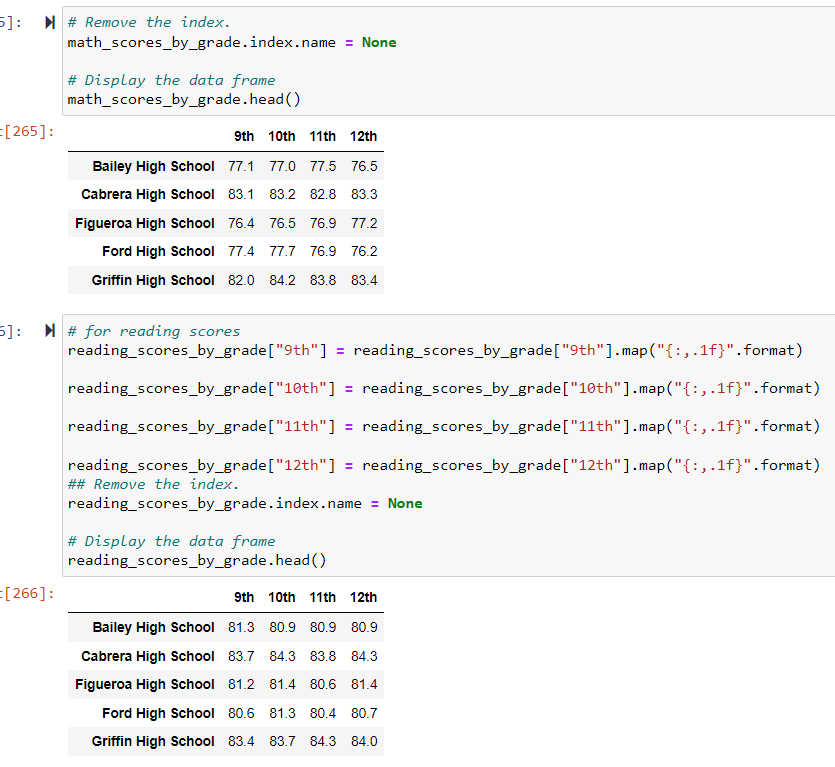 5]:
# Remove the index.
math_scores_by_grade.index.name = None
# Display the data frame
math_scores_by_grade.head()
t[265]:
9th 10th 11th 12th
Bailey High School 77.1 77.0 77.5 76.5
Cabrera High School 83.1 83.2 82.8 83.3
Figueroa High School 76.4 76.5 76.9 77.2
Ford High School 77.4 77.7 76.9 76.2
Griffin High School 82.0 84.2 83.8 83.4
6]:
# for reading scores
reading_scores_by_grade["9th"] = reading_scores_by_grade["9th"].map("{:,.1f}".format)
reading_scores_by_grade["10th"] = reading_scores_by_grade["10th"].map("{:,.1f}".format)
reading_scores_by_grade["11th"] = reading_scores_by_grade["11th"].map("{:,.1f}".format)
reading_scores_by_grade["12th"] = reading_scores_by_grade["12th"].map("{:,.1f}".format)
## Remove the index.
reading_scores_by_grade.index.name = None
# Display the data frame
reading_scores_by_grade.head()
t[266]:
9th 10th 11th 12th
Bailey High School 81.3 80.9 80.9 80.9
Cabrera High School 83.7 84.3 83.8 84.3
Figueroa High School 81.2 81.4 80.6 81.4
Ford High School 80.6 81.3 80.4 80.7
Griffin High School 83.4 83.7 84.3 84.0